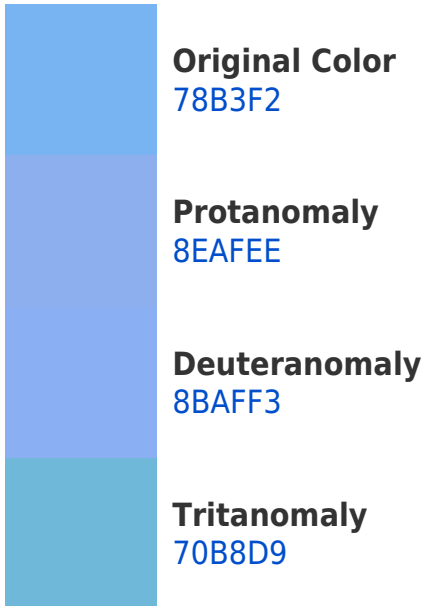 Original Color
78B3F2
Protanomaly
8EAFEE
Deuteranomaly
8BAFF3
Tritanomaly
70B8D9